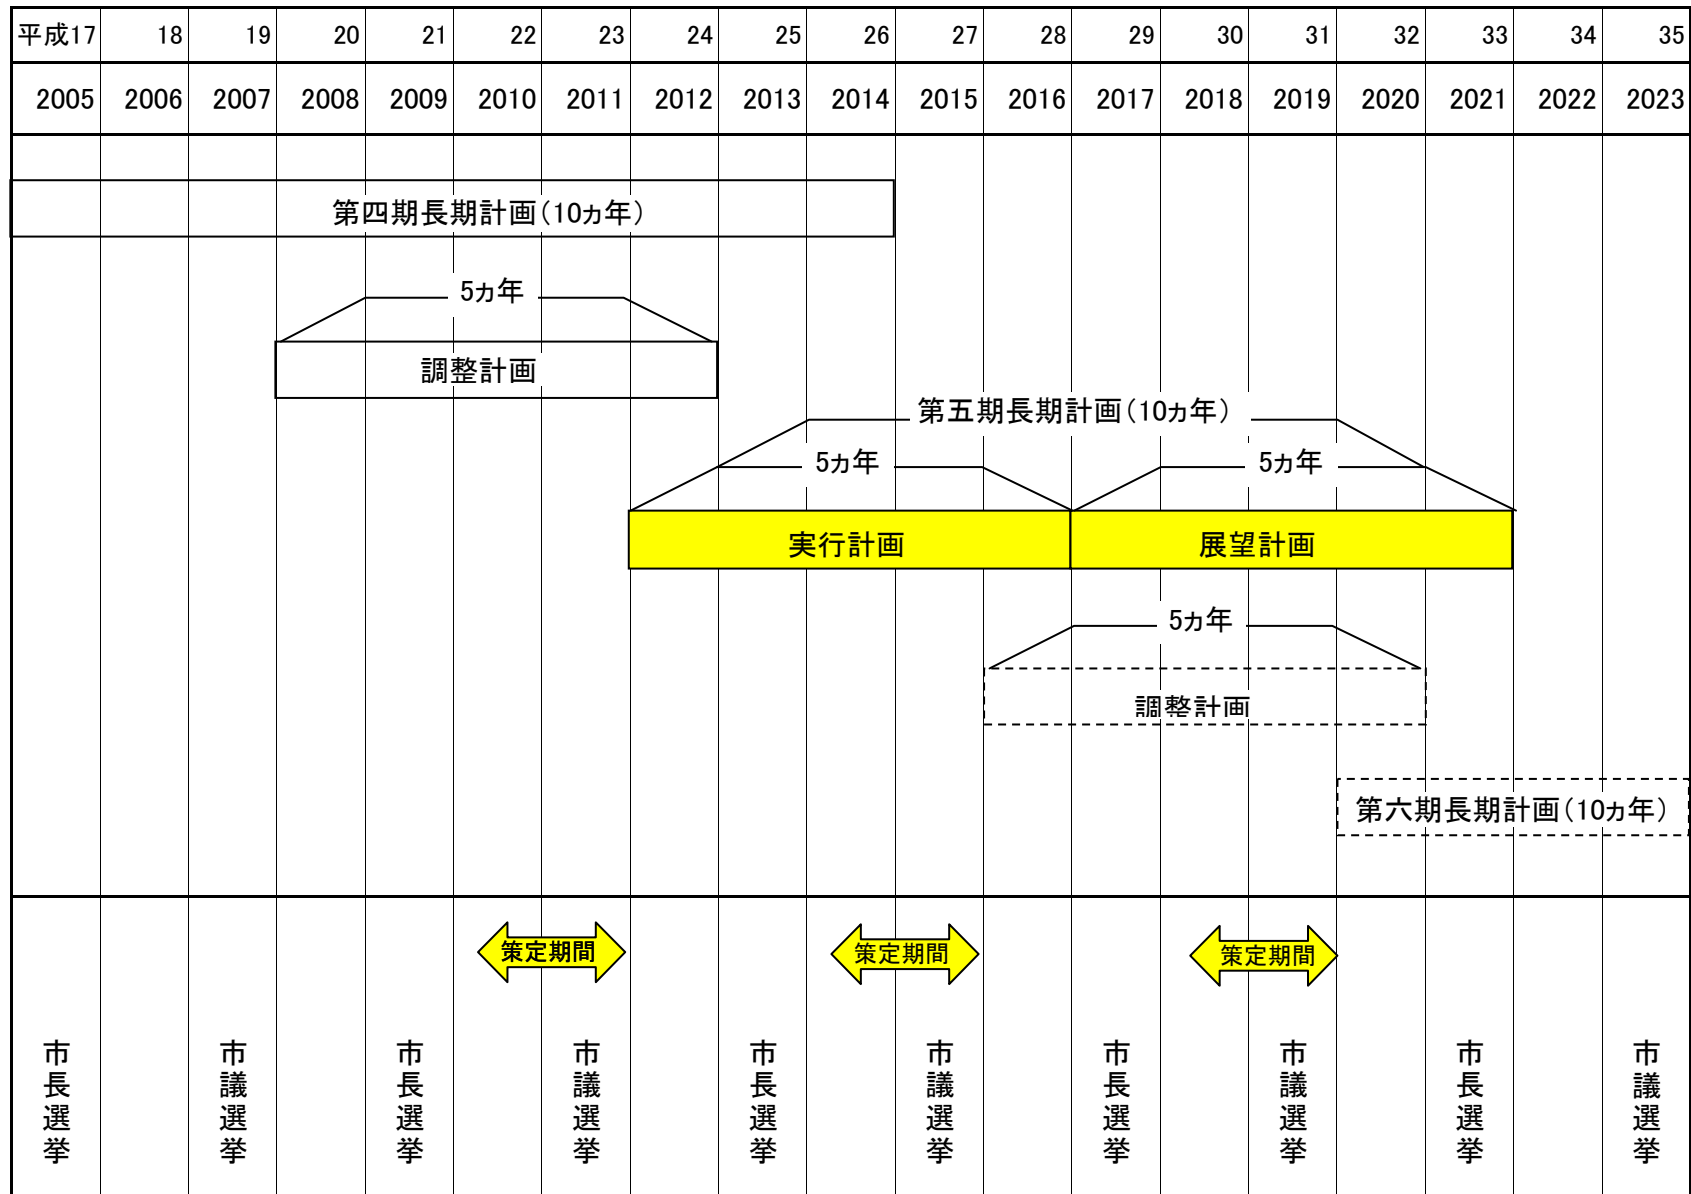 平成17 18 19 20 21 22 23 24 25 26 27 28 29 30 31 32 33 34 35
2005 2006 2007 2008 2009 2010 2011 2012 2013 2014 2015 2016 2017 2018 2019 2020 2021 2022 2023
第四期長期計画(10ヵ年)
5ヵ年
調整計画
第五期長期計画(10ヵ年)
5ヵ年 5ヵ年
実行計画 展望計画
5ヵ年
調整計画
第六期長期計画(10ヵ年)
策定期間 策定期間 策定期間
市長選挙
市議選挙
市長選挙
市議選挙
市長選挙
市議選挙
市長選挙
市議選挙
市長選挙
市議選挙